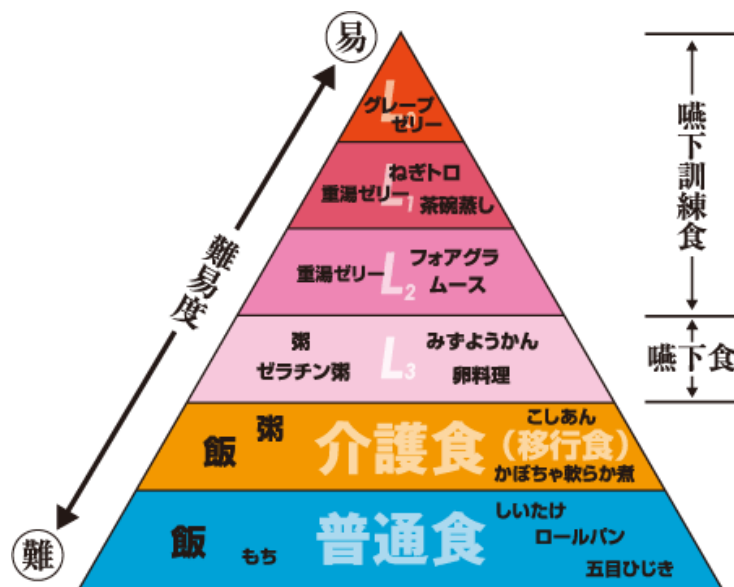 易
L0
グレープ
ゼリー
ねぎトロ
重湯ゼリー
L1
茶碗蒸し
フォアグラ
重湯ゼリー
L2
ムース
粥
みずようかん
L3
ゼラチン粥
卵料理
こしあん
粥
飯
介護食
(移行食)
かぼちゃ軟らか煮
しいたけ
飯
普通食
ロールパン
もち
五目ひじき
難易度
難
嚥下訓練食
嚥下食